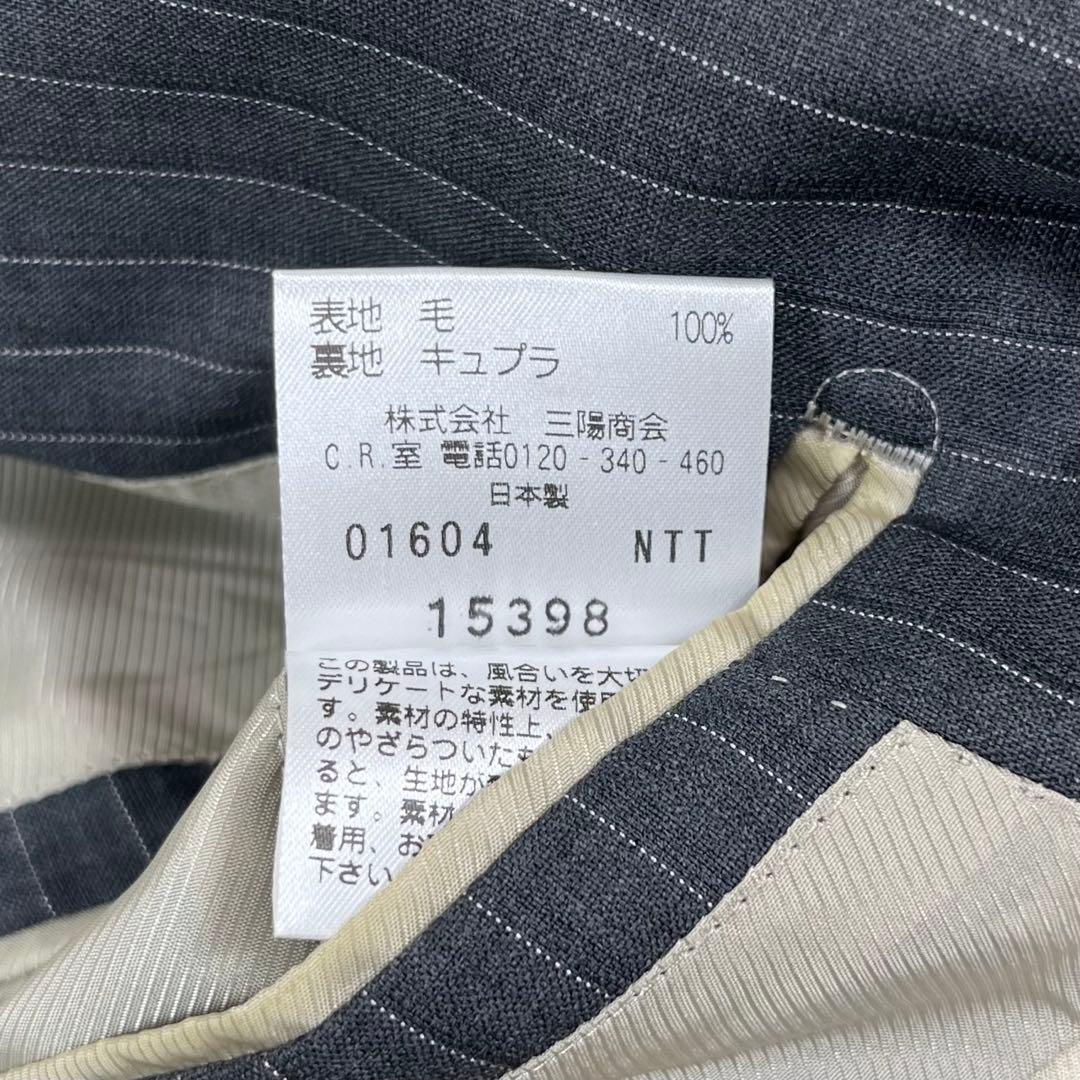 表地 毛 100%
裏地 キュプラ
株式会社 三陽商会
C.R.室 電話0120-340-460
日本製
01604 NTT
15398
この製品は、風合いを大切
デリケートな素材を使用
す。素材の特性上、
のやざらついたも
ると、生地が
ます。素材
着用、お
下さい